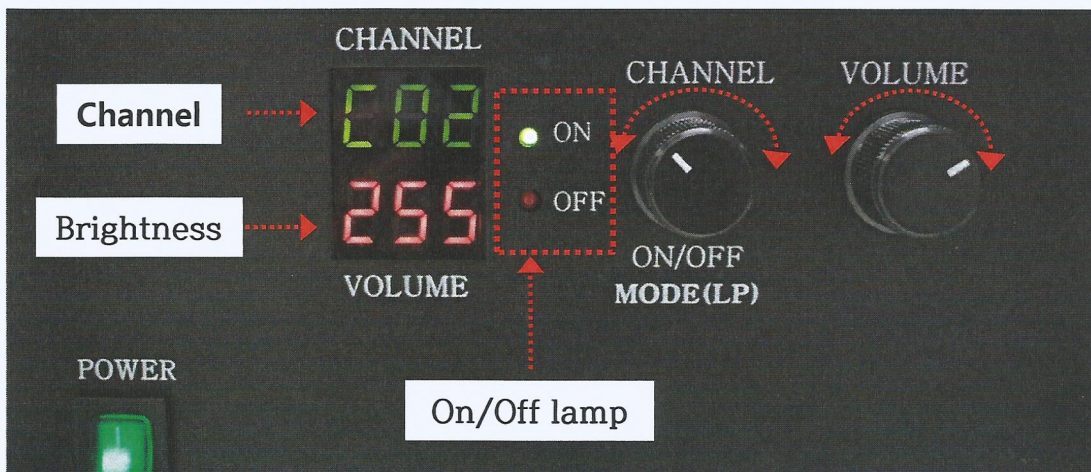 CHANNEL
Channel
C02
CHANNEL
VOLUME
ON
OFF
255
Brightness
VOLUME
ON/OFF
MODE(LP)
POWER
On/Off lamp